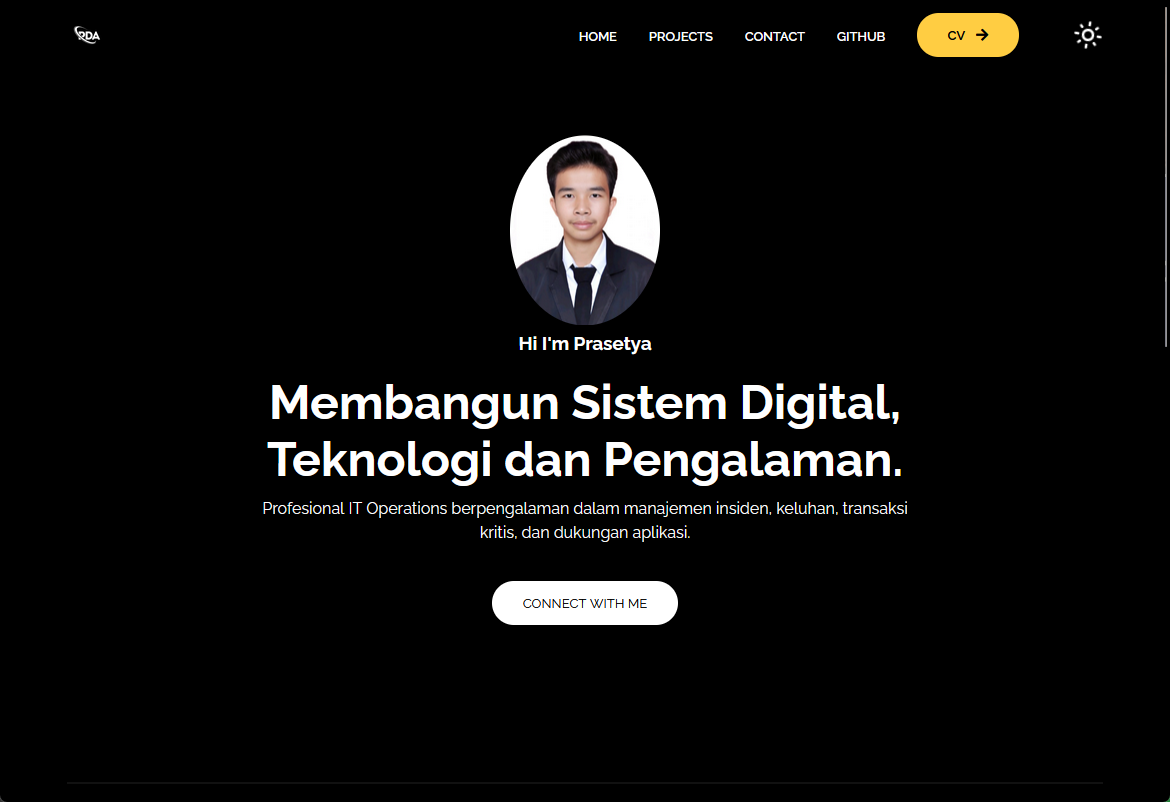 RDA
HOME PROJECTS CONTACT GITHUB CV
Hi I'm Prasetya
Membangun Sistem Digital,
Teknologi dan Pengalaman.
Profesional IT Operations berpengalaman dalam manajemen insiden, keluhan, transaksi
kritis, dan dukungan aplikasi.
CONNECT WITH ME